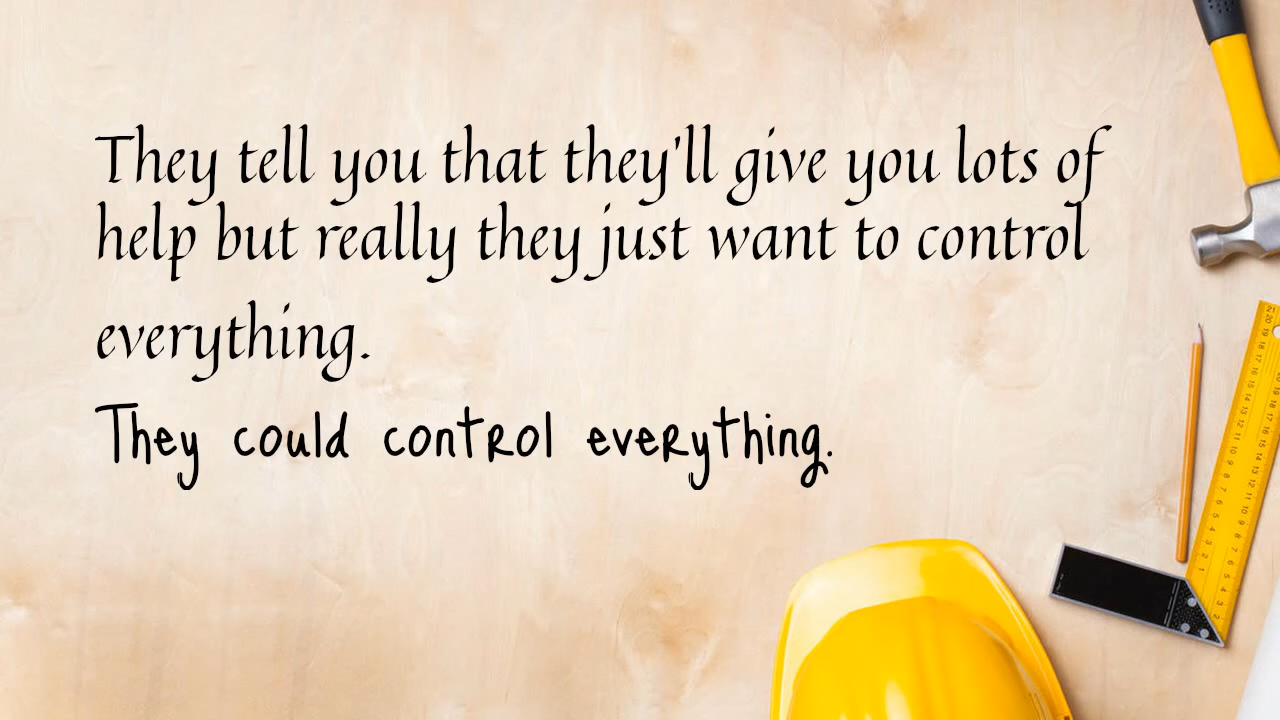 They tell you that they'll give you lots of
help but really they just want to control
everything.
They could control everything.